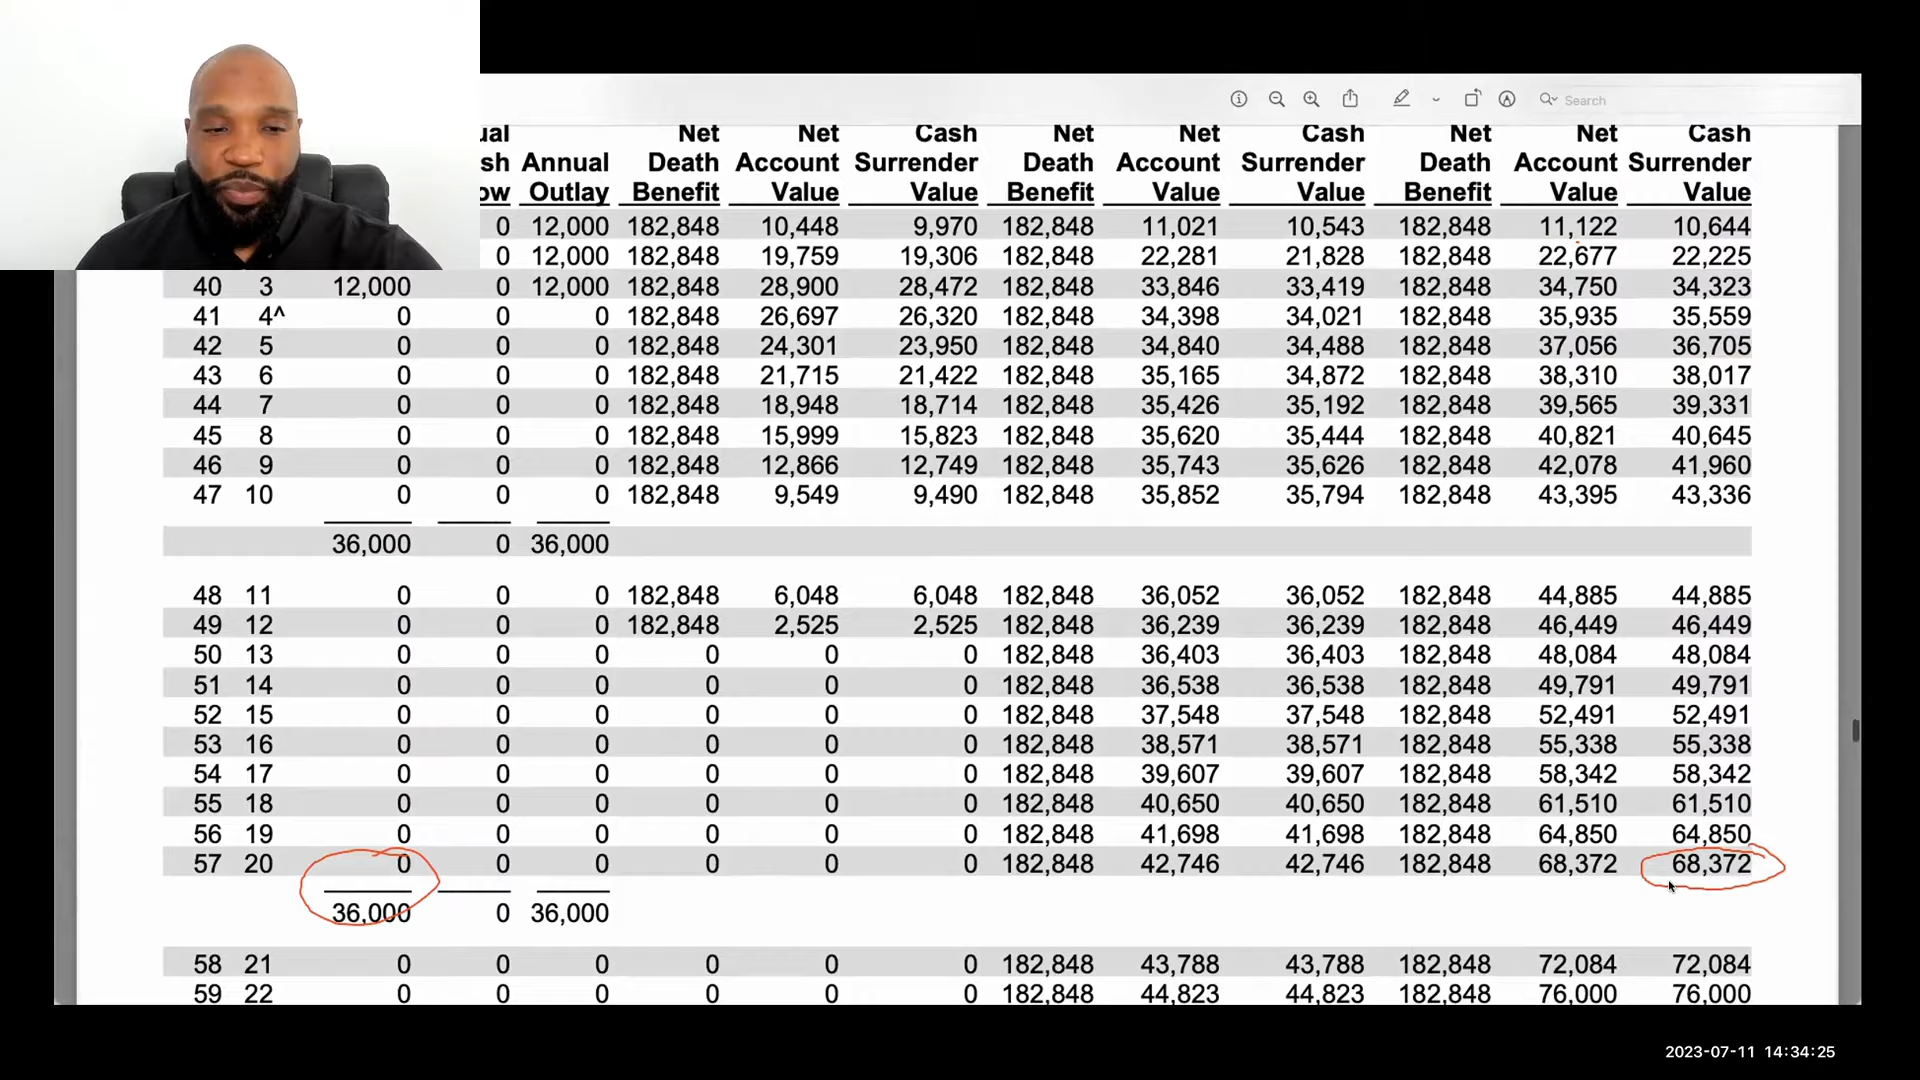 Search
ual Net Net Cash Net Net Cash Net Net Cash
sh Annual Death Account Surrender Death Account Surrender Death Account Surrender
ow Outlay Benefit Value Value Benefit Value Value Benefit Value Value
0 12,000 182,848 10,448 9,970 182,848 11,021 10,543 182,848 11,122 10,644
0 12,000 182,848 19,759 19,306 182,848 22,281 21,828 182,848 22,677 22,225
40 3 12,000 0 12,000 182,848 28,900 28,472 182,848 33,846 33,419 182,848 34,750 34,323
41 4^ 0 0 0 182,848 26,697 26,320 182,848 34,398 34,021 182,848 35,935 35,559
42 5 0 0 0 182,848 24,301 23,950 182,848 34,840 34,488 182,848 37,056 36,705
43 6 0 0 0 182,848 21,715 21,422 182,848 35,165 34,872 182,848 38,310 38,017
44 7 0 0 0 182,848 18,948 18,714 182,848 35,426 35,192 182,848 39,565 39,331
45 8 0 0 0 182,848 15,999 15,823 182,848 35,620 35,444 182,848 40,821 40,645
46 9 0 0 0 182,848 12,866 12,749 182,848 35,743 35,626 182,848 42,078 41,960
47 10 0 0 0 182,848 9,549 9,490 182,848 35,852 35,794 182,848 43,395 43,336
36,000 0 36,000
48 11 0 0 0 182,848 6,048 6,048 182,848 36,052 36,052 182,848 44,885 44,885
49 12 0 0 0 182,848 2,525 2,525 182,848 36,239 36,239 182,848 46,449 46,449
50 13 0 0 0 0 0 0 182,848 36,403 36,403 182,848 48,084 48,084
51 14 0 0 0 0 0 0 182,848 36,538 36,538 182,848 49,791 49,791
52 15 0 0 0 0 0 0 182,848 37,548 37,548 182,848 52,491 52,491
53 16 0 0 0 0 0 0 182,848 38,571 38,571 182,848 55,338 55,338
54 17 0 0 0 0 0 0 182,848 39,607 39,607 182,848 58,342 58,342
55 18 0 0 0 0 0 0 182,848 40,650 40,650 182,848 61,510 61,510
56 19 0 0 0 0 0 0 182,848 41,698 41,698 182,848 64,850 64,850
57 20 0 0 0 0 0 0 182,848 42,746 42,746 182,848 68,372 68,372
36,000 0 36,000
58 21 0 0 0 0 0 0 182,848 43,788 43,788 182,848 72,084 72,084
59 22 0 0 0 0 0 0 182,848 44,823 44,823 182,848 76,000 76,000
2023-07-11 14:34:25